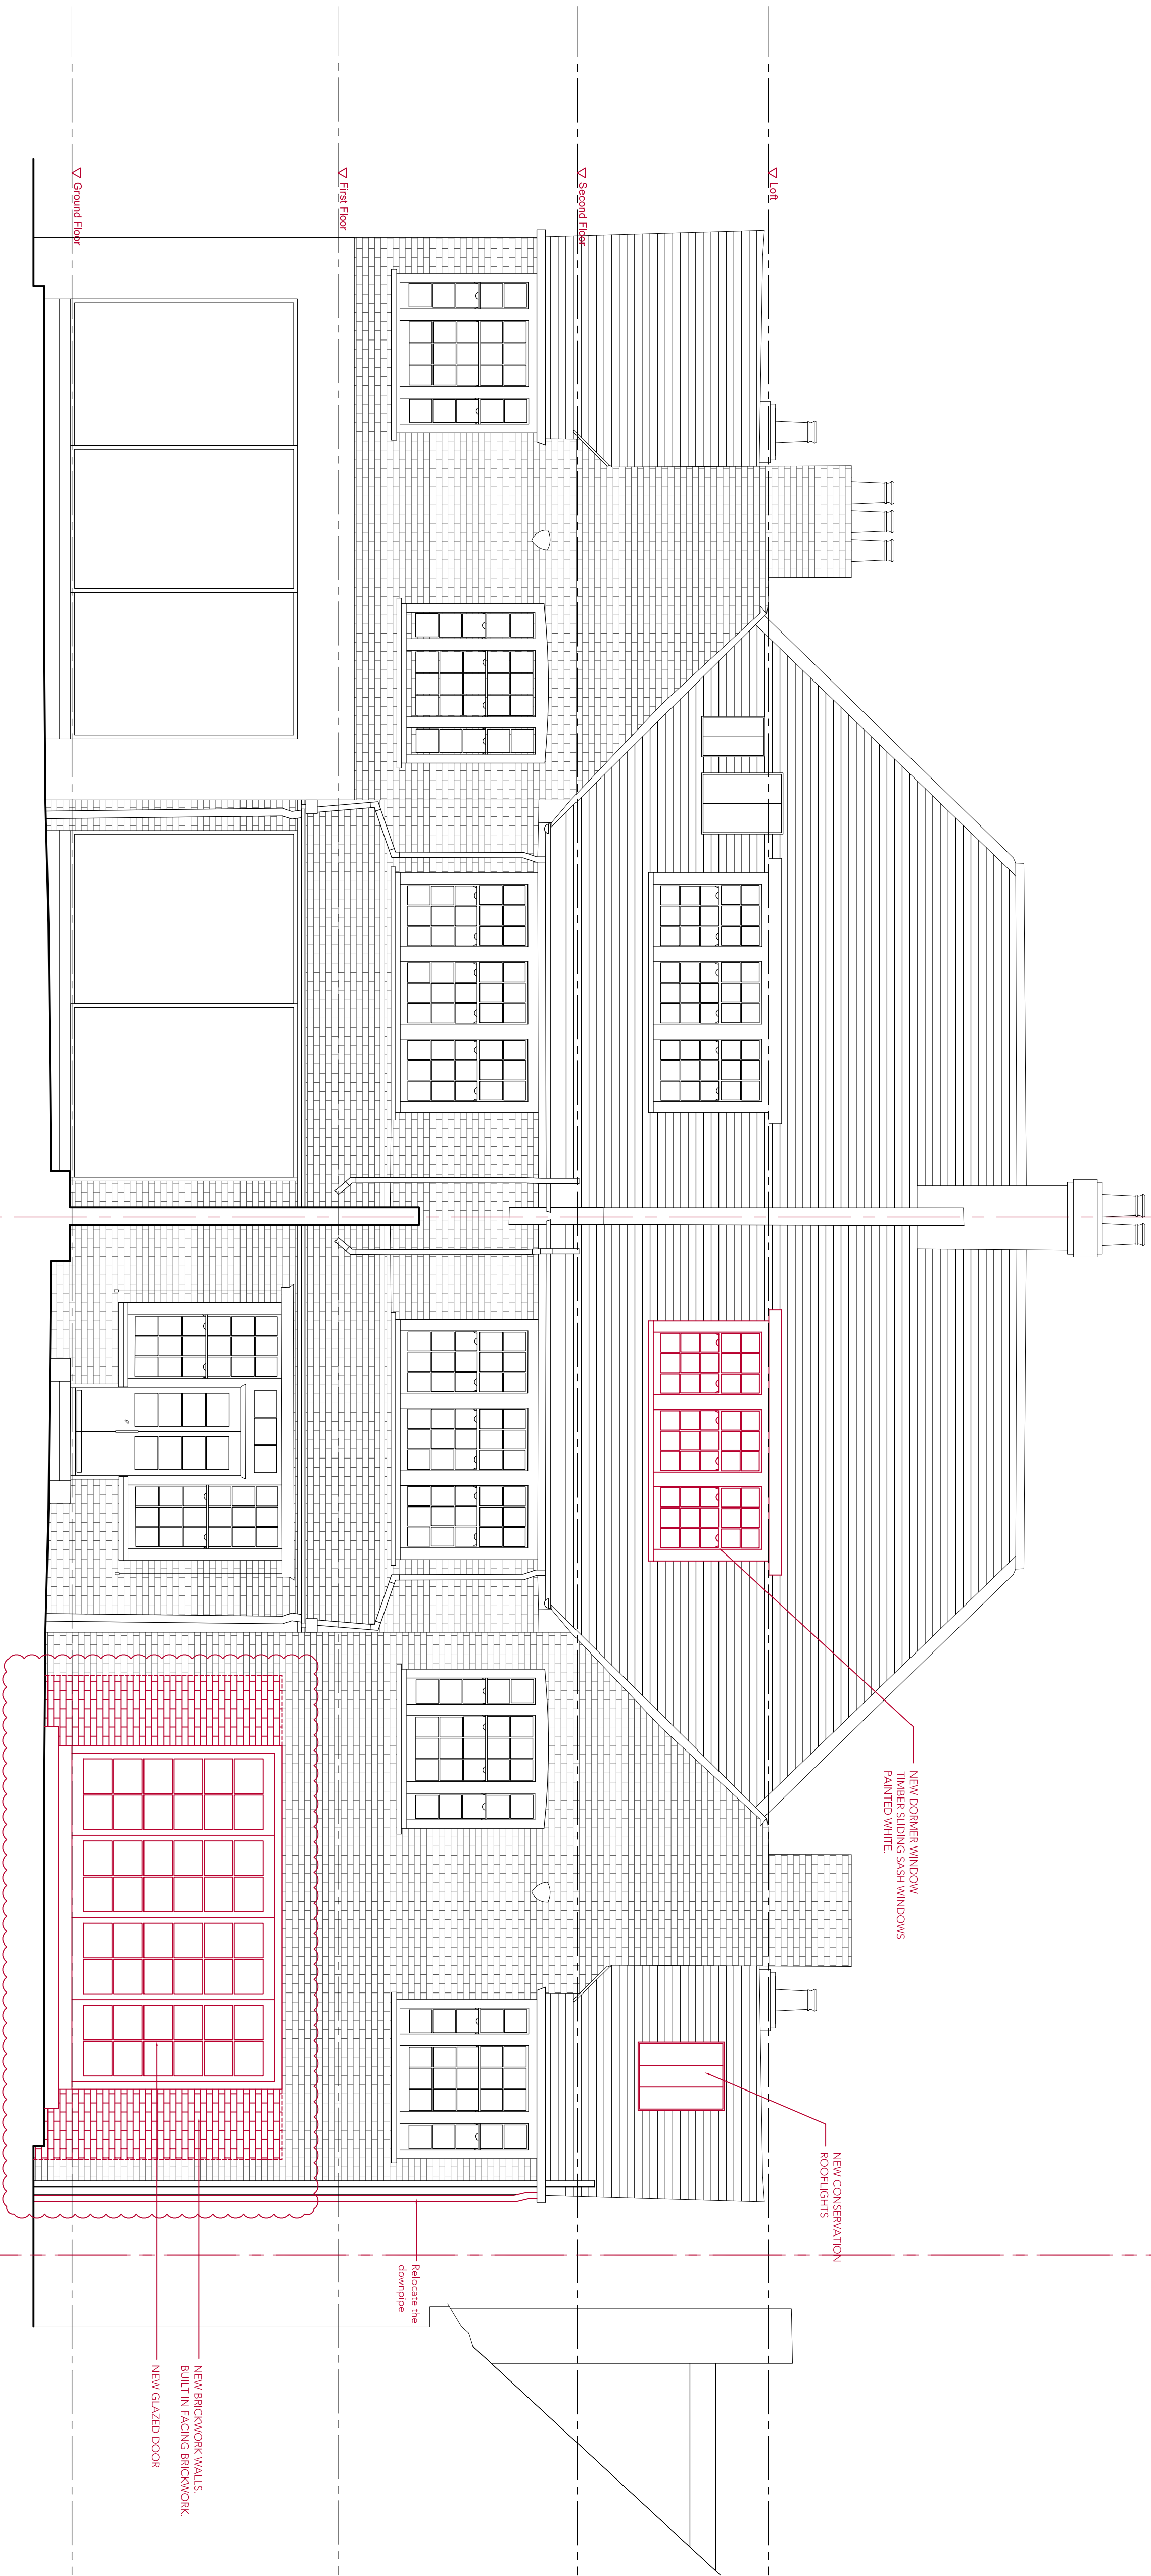 Loft
Second Floor
First Floor
Ground Floor
NEW DORMER WINDOW
TIMBER SLIDING SASH WINDOWS
PAINTED WHITE.
NEW CONSERVATION
ROOFLIGHTS
Relocate the
downpipe
NEW BRICKWORK WALLS.
BUILT IN FACING BRICKWORK.
NEW GLAZED DOOR